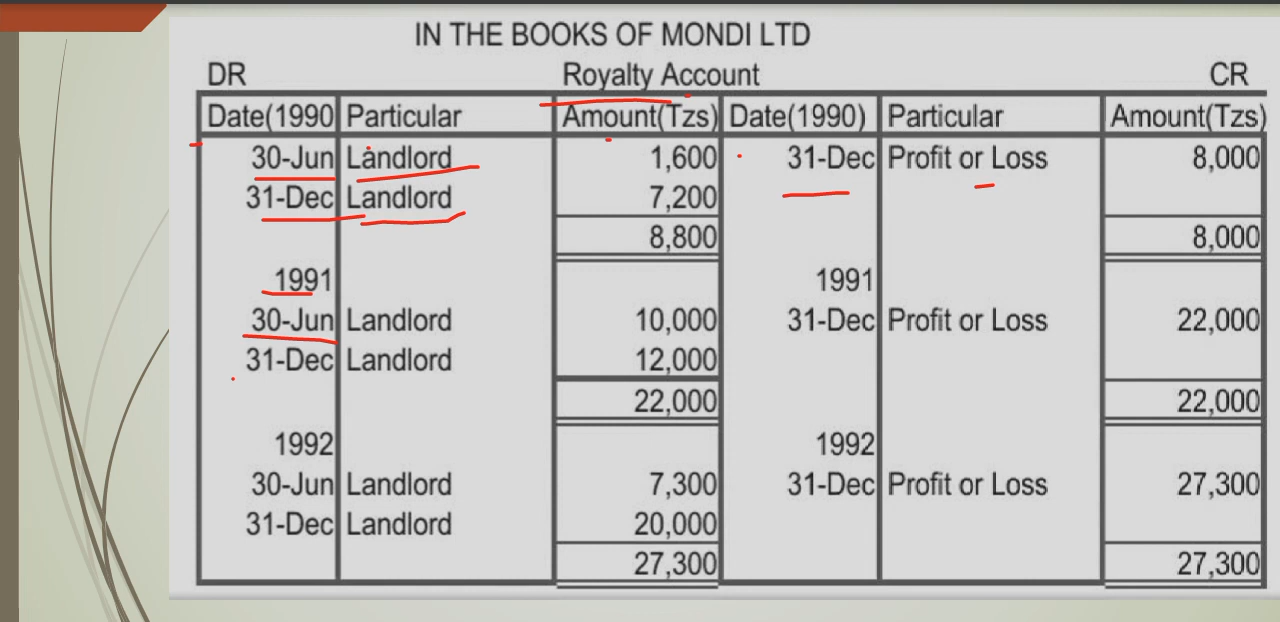 IN THE BOOKS OF MONDI LTD
DR Royalty Account CR
Date(1990 Particular Amount(Tzs) Date(1990) Particular Amount(Tzs)
30-Jun Landlord 1,600 31-Dec Profit or Loss 8,000
31-Dec Landlord 7,200
8,800 8,000
1991 1991
30-Jun Landlord 10,000 31-Dec Profit or Loss 22,000
31-Dec Landlord 12,000
22,000 22,000
1992 1992
30-Jun Landlord 7,300 31-Dec Profit or Loss 27,300
31-Dec Landlord 20,000
27,300 27,300